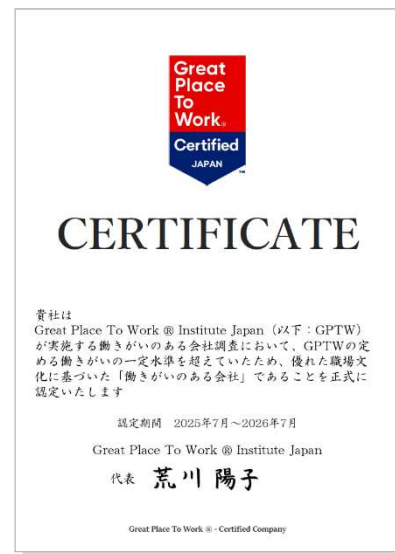 Great
Place
To
Work®
Certified
JAPAN
™
CERTIFICATE
貴社は
Great Place To Work ® Institute Japan（以下：GPTW）
が実施する働きがいのある会社調査において、GPTWの定
める働きがいの一定水準を超えていたため、優れた職場文
化に基づいた「働きがいのある会社」であることを正式に
認定いたします
認定期間　2025年7月～2026年7月
Great Place To Work ® Institute Japan
代表　荒川 陽子
Great Place To Work ® - Certified Company